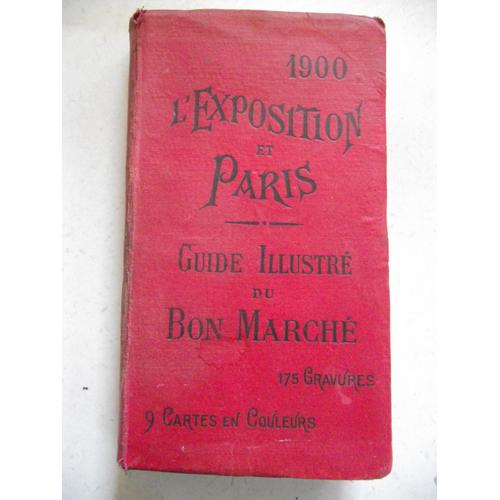 1900
L'EXPOSITION
ET
PARIS
GUIDE ILLUSTRÉ
DU
BON MARCHÉ
175 GRAVURES
9 CARTES EN COULEURS